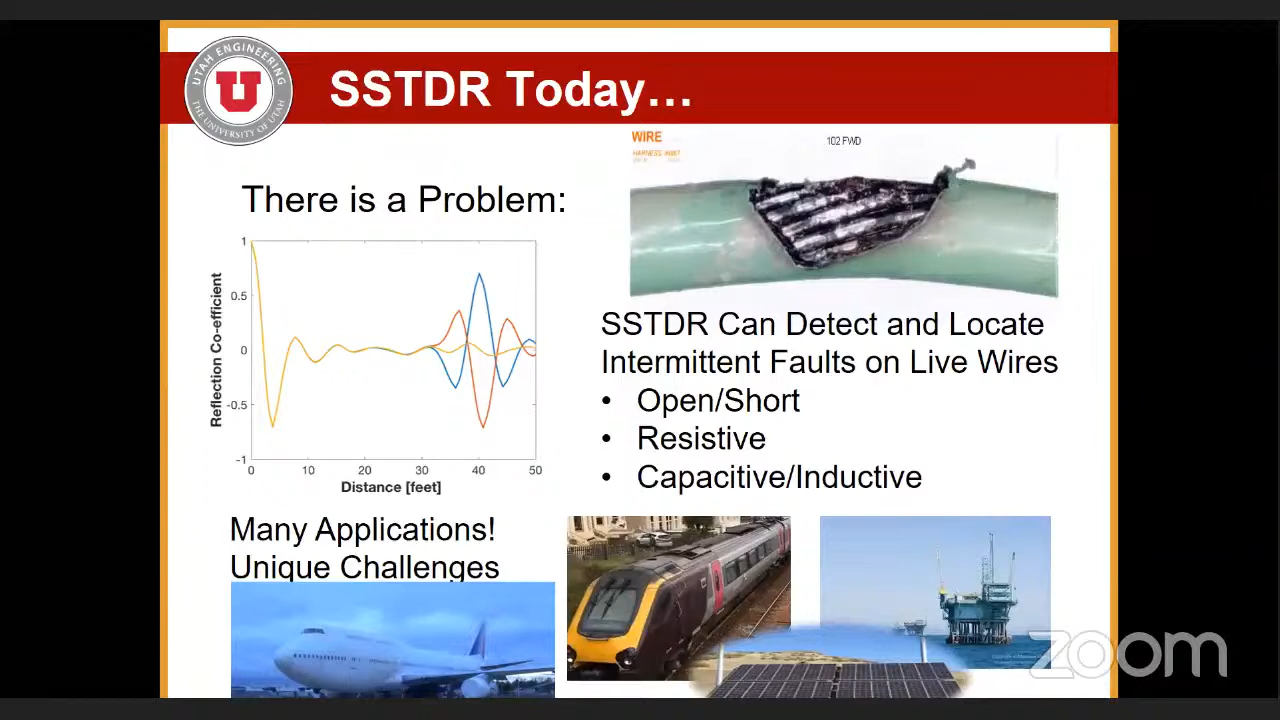 UTAH ENGINEERING
THE UNIVERSITY OF UTAH
U
SSTDR Today…
WIRE
102 FWD
There is a Problem:
1
0.5
0
-0.5
-1
Reflection Co-efficient
0 10 20 30 40 50
Distance [feet]
SSTDR Can Detect and Locate
Intermittent Faults on Live Wires
• Open/Short
• Resistive
• Capacitive/Inductive
Many Applications!
Unique Challenges
zoom